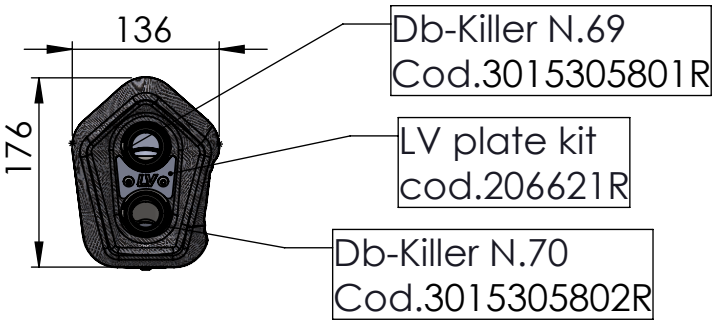 136
176
Db-Killer N.69
Cod.3015305801R
LV plate kit
cod.206621R
LV
Db-Killer N.70
Cod.3015305802R